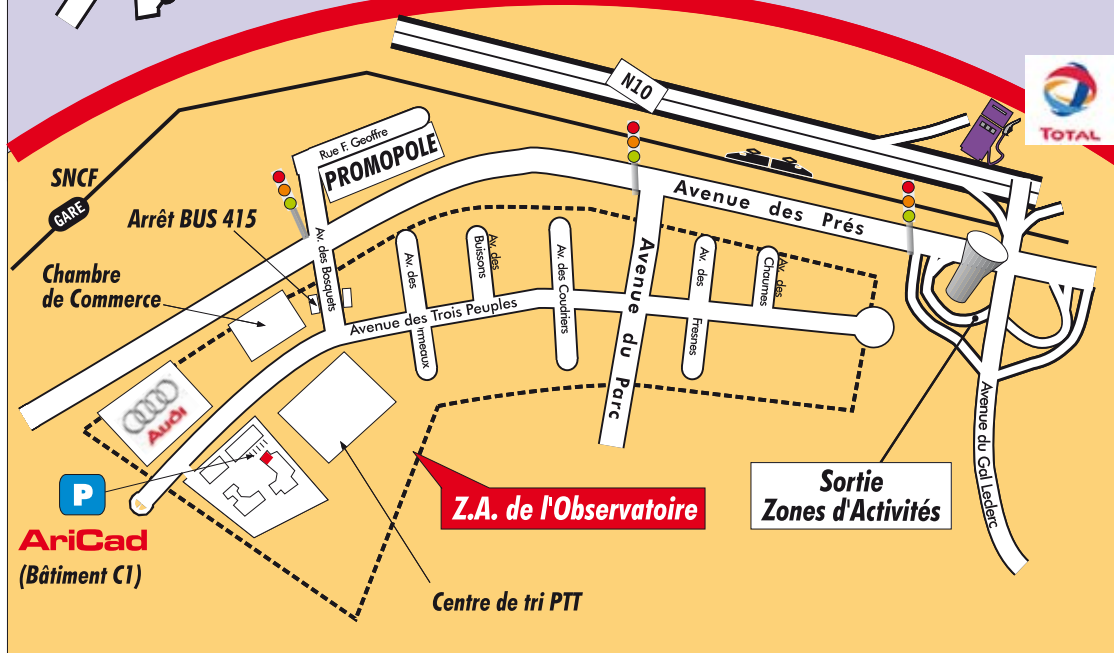 N10
TOTAL
Rue F. Geoffre
PROMOPOLE
SNCF
GARE
Arrêt BUS 415
Avenue des Prés
Chambre
de Commerce
Av. des Bosquets
Av. des
Ormeaux
Av. des
Buissons
Av. des Coudriers
Avenue du Parc
Av. des
Fresnes
Av. des
Chaumes
Avenue des Trois Peuples
Audi
P
AriCad
(Bâtiment C1)
Z.A. de l'Observatoire
Sortie
Zones d'Activités
Avenue du Gal Leclerc
Centre de tri PTT